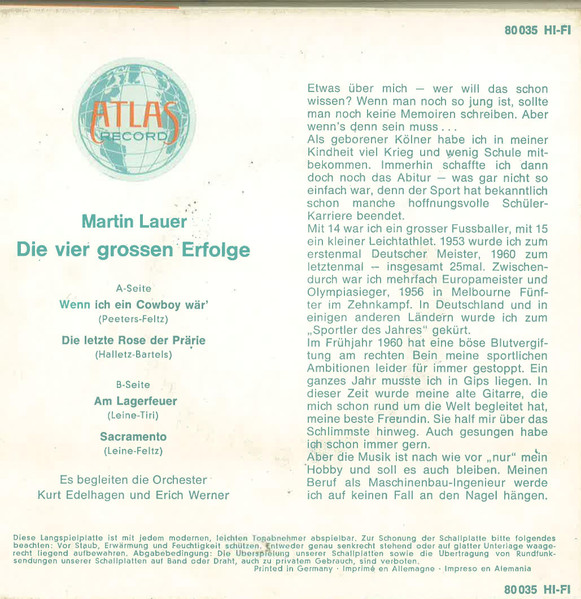 80 035 HI-FI
ATLAS
RECORD
Martin Lauer
Die vier grossen Erfolge
A-Seite
Wenn ich ein Cowboy wär'
(Peeters-Feltz)
Die letzte Rose der Prärie
(Halletz-Bartels)
B-Seite
Am Lagerfeuer
(Leine-Tiri)
Sacramento
(Leine-Feltz)
Es begleiten die Orchester
Kurt Edelhagen und Erich Werner
Etwas über mich — wer will das schon
wissen? Wenn man noch so jung ist, sollte
man noch keine Memoiren schreiben. Aber
wenn's denn sein muss ...
Als geborener Kölner habe ich in meiner
Kindheit viel Krieg und wenig Schule mit-
bekommen. Immerhin schaffte ich dann
doch noch das Abitur — was gar nicht so
einfach war, denn der Sport hat bekanntlich
schon manche hoffnungsvolle Schüler-
Karriere beendet.
Mit 14 war ich ein grosser Fussballer, mit 15
ein kleiner Leichtathlet. 1953 wurde ich zum
erstenmal Deutscher Meister, 1960 zum
letztenmal — insgesamt 25mal. Zwischen-
durch war ich mehrfach Europameister und
Olympiasieger, 1956 in Melbourne Fünf-
ter im Zehnkampf. In Deutschland und in
einigen anderen Ländern wurde ich zum
„Sportler des Jahres" gekürt.
Im Frühjahr 1960 hat eine böse Blutvergif-
tung am rechten Bein meine sportlichen
Ambitionen leider für immer gestoppt. Ein
ganzes Jahr musste ich in Gips liegen. In
dieser Zeit wurde meine alte Gitarre, die
mich schon rund um die Welt begleitet hat,
meine beste Freundin. Sie half mir über das
Schlimmste hinweg. Auch gesungen habe
ich schon immer gern.
Aber die Musik ist nach wie vor „nur" mein
Hobby und soll es auch bleiben. Meinen
Beruf als Maschinenbau-Ingenieur werde
ich auf keinen Fall an den Nagel hängen.
Diese Langspielplatte ist mit jedem modernen, leichten Tonabnehmer abspielbar. Zur Schonung der Schallplatte bitte folgendes
beachten: Vor Staub, Erwärmung und Feuchtigkeit schützen. Entweder genau senkrecht stehend oder auf glatter Unterlage waage-
recht liegend aufbewahren. Abgabebedingung: Die Überspielung unserer Schallplatten sowie die Übertragung von Rundfunk-
sendungen unserer Schallplatten auf Band oder Draht, auch zu privatem Gebrauch, sind verboten.
Printed in Germany · Imprimé en Allemagne · Impreso en Alemania
80 035 HI-FI